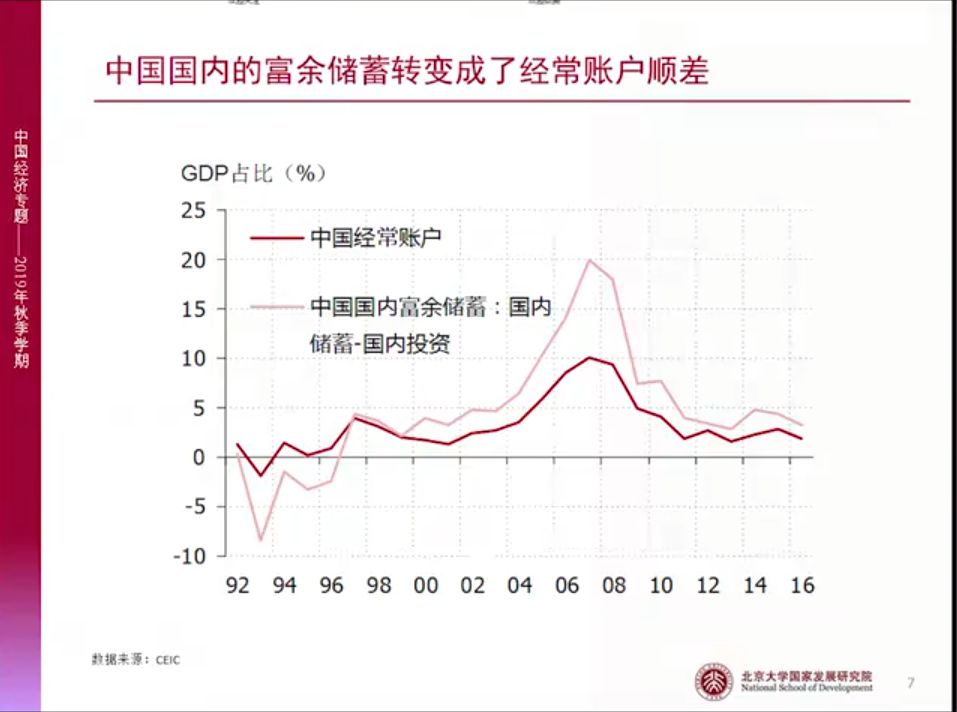 中国国内的富余储蓄转变成了经常账户顺差
中国经济专题——2019年秋季学期
GDP占比（%）
25
20
15
10
5
0
-5
-10
中国经常账户
中国国内富余储蓄：国内
储蓄-国内投资
92 94 96 98 00 02 04 06 08 10 12 14 16
数据来源：CEIC
北京大学国家发展研究院
National School of Development
7